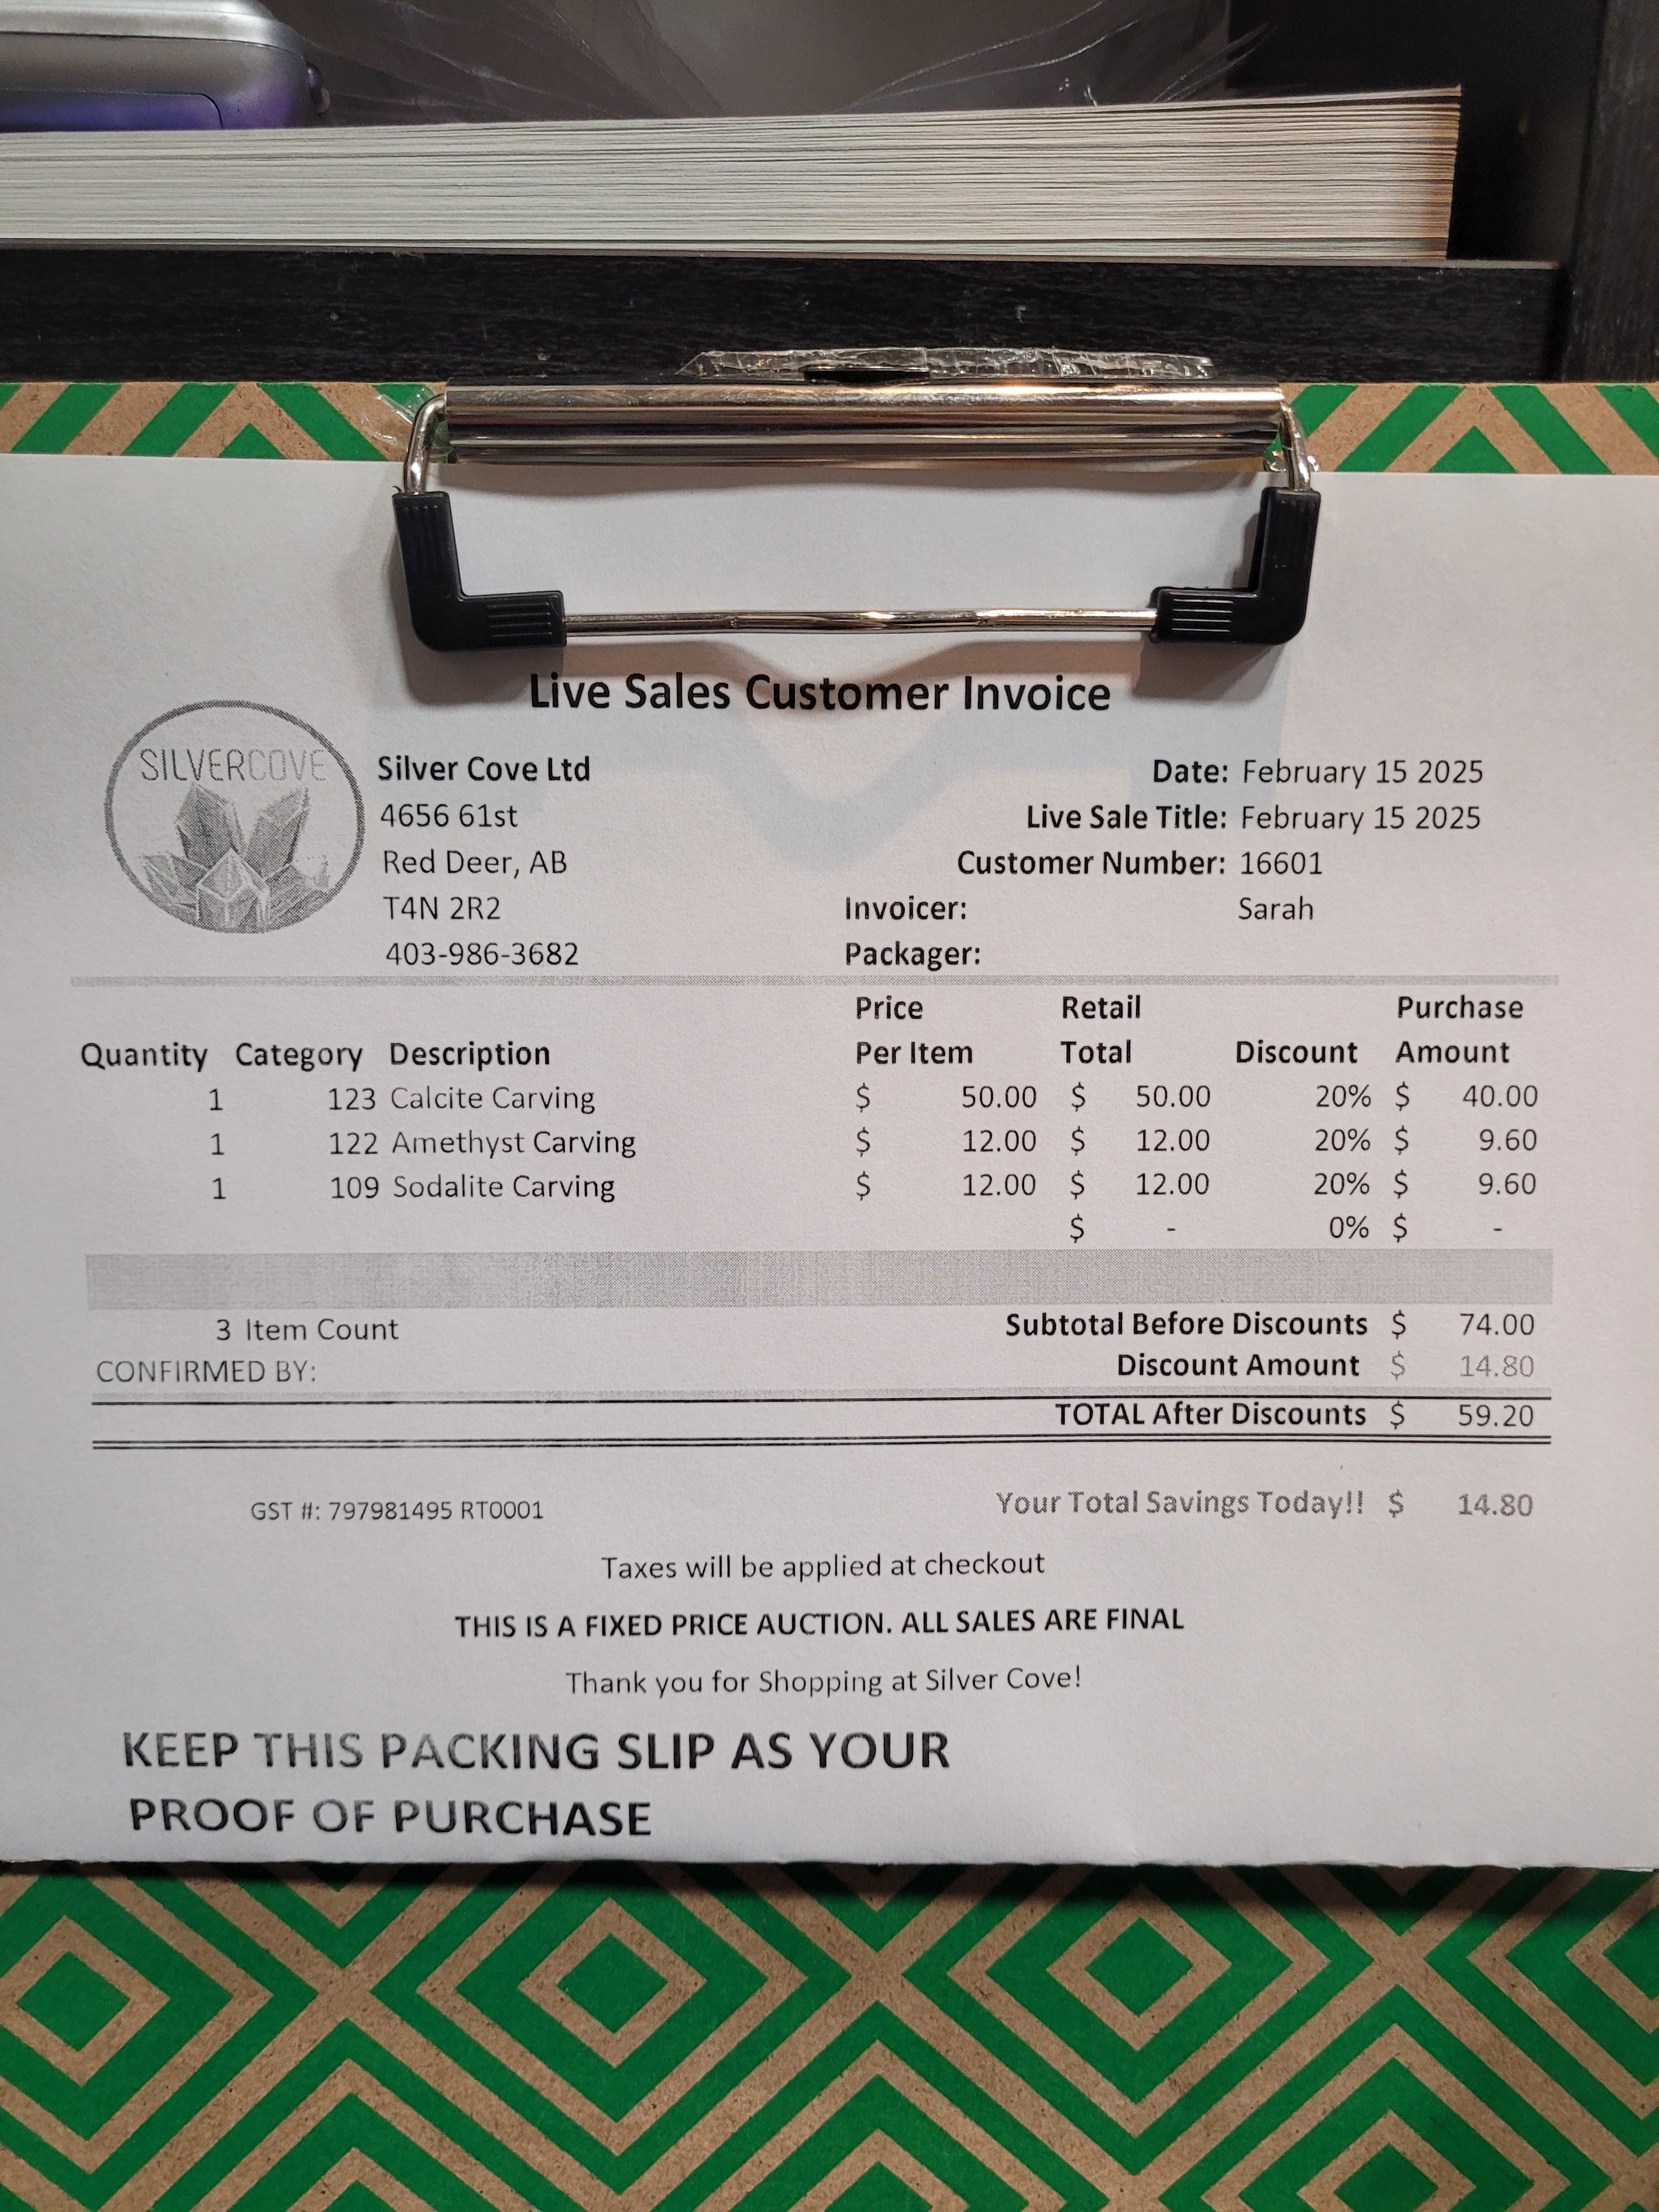 Live Sales Customer Invoice
SILVERCOVE
Silver Cove Ltd
4656 61st
Red Deer, AB
T4N 2R2
403-986-3682
Date: February 15 2025
Live Sale Title: February 15 2025
Customer Number: 16601
Invoicer: Sarah
Packager:
Quantity Category Description Price Per Item Retail Total Discount Purchase Amount
1 123 Calcite Carving $ 50.00 $ 50.00 20% $ 40.00
1 122 Amethyst Carving $ 12.00 $ 12.00 20% $ 9.60
1 109 Sodalite Carving $ 12.00 $ 12.00 20% $ 9.60
$ - 0% $ -
3 Item Count Subtotal Before Discounts $ 74.00
CONFIRMED BY: Discount Amount $ 14.80
TOTAL After Discounts $ 59.20
GST #: 797981495 RT0001 Your Total Savings Today!! $ 14.80
Taxes will be applied at checkout
THIS IS A FIXED PRICE AUCTION. ALL SALES ARE FINAL
Thank you for Shopping at Silver Cove!
KEEP THIS PACKING SLIP AS YOUR
PROOF OF PURCHASE